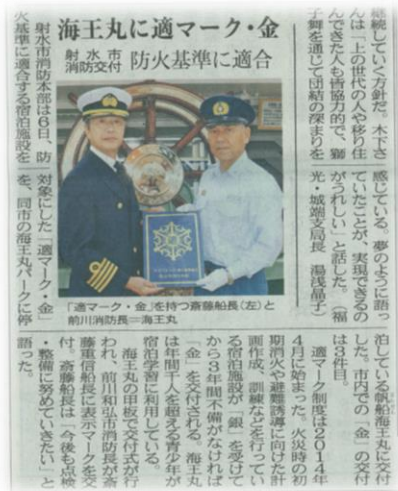 継続していく方針だ。木下さ
んは「上の世代の人や移り住
んできた人も皆協力的で、獅
子舞を通じて団結の深まりを
感じている。夢のように語っ
ていたことが、実現できるの
がうれしい」と話した。（福
光・城端支局長　湯浅晶子）
海王丸に適マーク・金
射水市
消防交付
防火基準に適合
「適マーク・金」を持つ斎藤船長（左）と
前川消防長＝海王丸
射水市消防本部は６日、防
火基準に適合する宿泊施設を
対象にした「適マーク・金」
を、同市の海王丸パークに停
泊している帆船海王丸に交付
した。市内での「金」の交付
は３件目。
適マーク制度は２０１４年
４月に始まった。火災時の初
期消火や避難誘導に向けた計
画作成、訓練などを行ってい
る宿泊施設が「銀」を受けて
から３年間不備がなければ
「金」を交付される。海王丸
は年間千人を超える青少年が
宿泊学習に利用している。
海王丸の甲板で交付式が行
われ、前川和弘市消防長が斎
藤重信船長に表示マークを交
付。斎藤船長は「今後も点検
・整備に努めていきたい」と
語った。